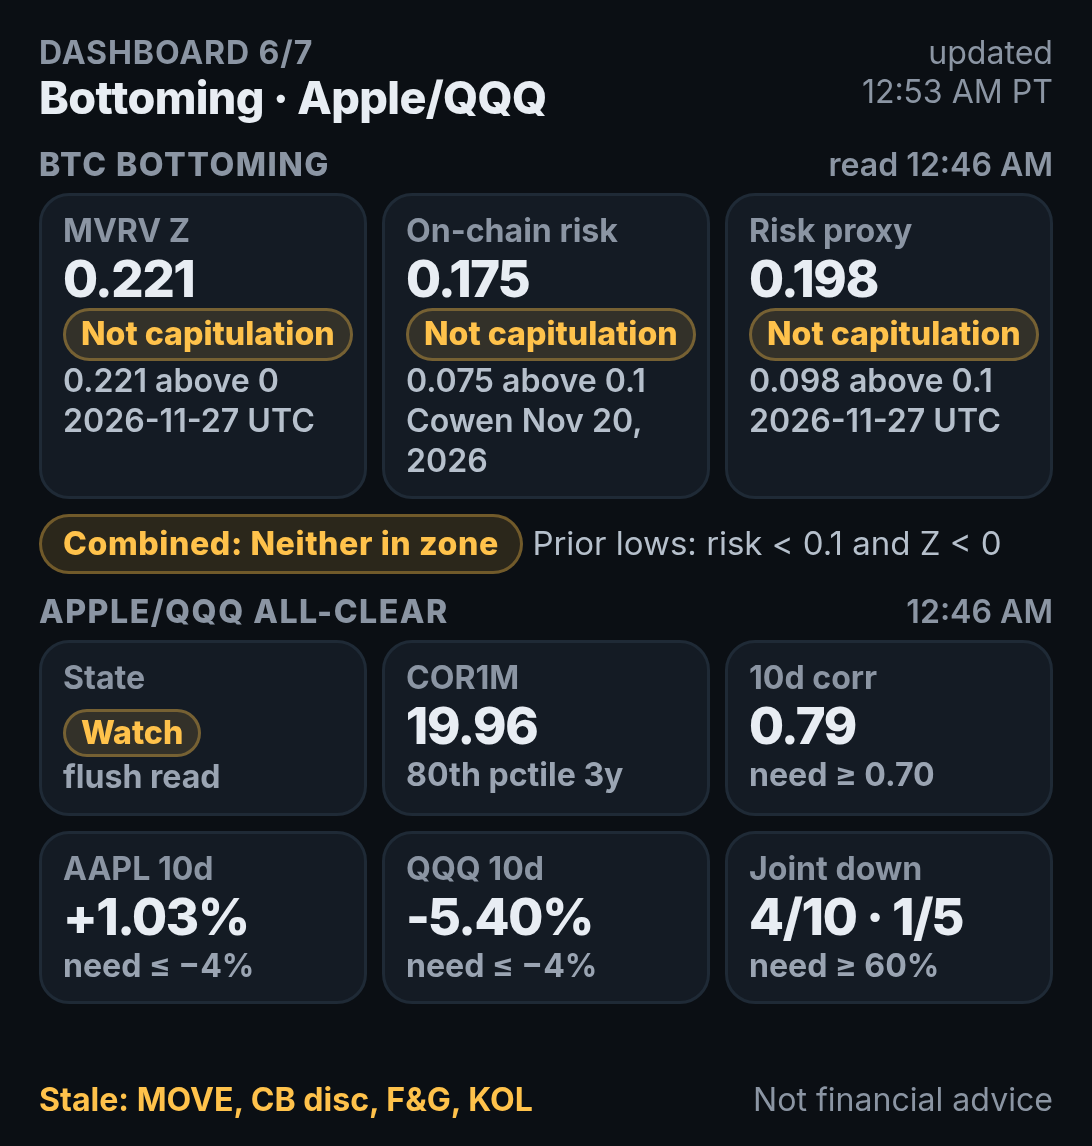 DASHBOARD 6/7
updated
Bottoming · Apple/QQQ
12:53 AM PT
BTC BOTTOMING
read 12:46 AM
MVRV Z
0.221
Not capitulation
0.221 above 0
2026-11-27 UTC
On-chain risk
0.175
Not capitulation
0.075 above 0.1
Cowen Nov 20,
2026
Risk proxy
0.198
Not capitulation
0.098 above 0.1
2026-11-27 UTC
Combined: Neither in zone
Prior lows: risk < 0.1 and Z < 0
APPLE/QQQ ALL-CLEAR
12:46 AM
State
Watch
flush read
COR1M
19.96
80th pctile 3y
10d corr
0.79
need ≥ 0.70
AAPL 10d
+1.03%
need ≤ −4%
QQQ 10d
-5.40%
need ≤ −4%
Joint down
4/10 · 1/5
need ≥ 60%
Stale: MOVE, CB disc, F&G, KOL
Not financial advice